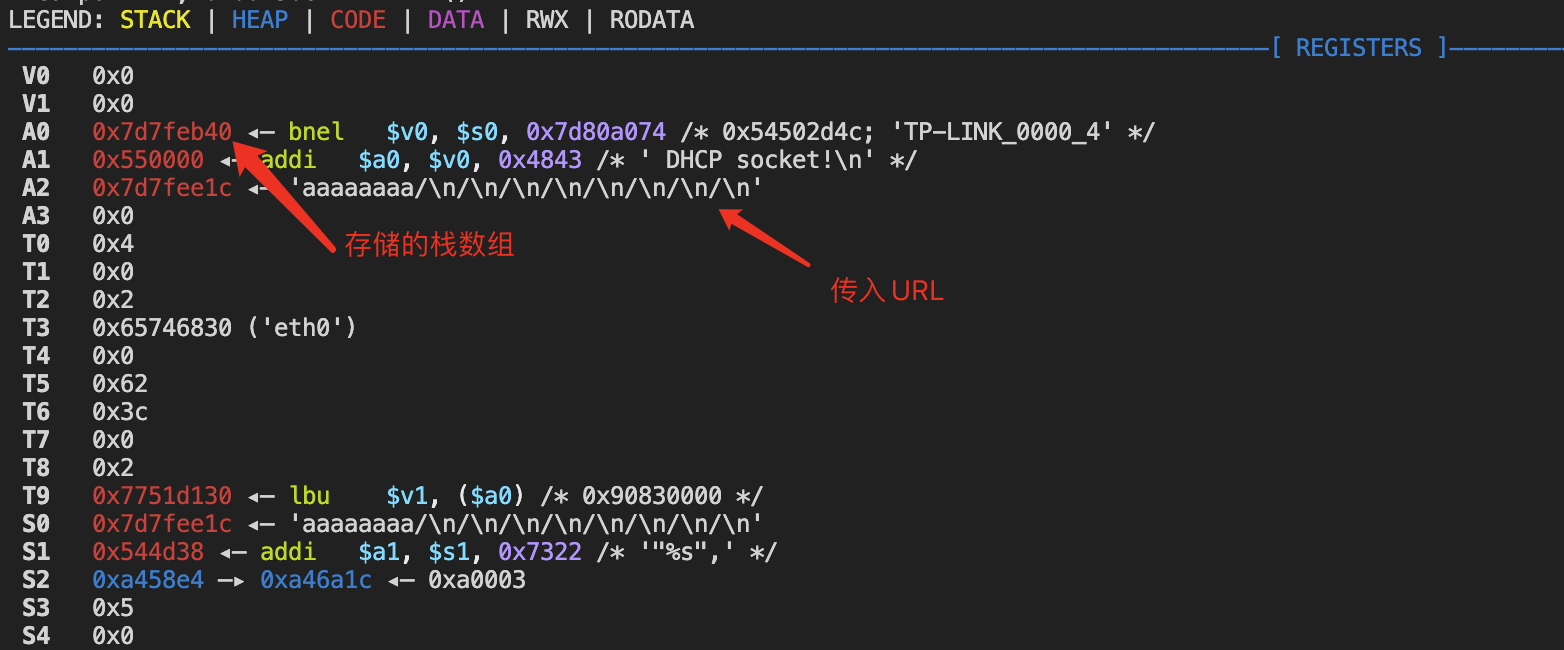 LEGEND: STACK | HEAP | CODE | DATA | RWX | RODATA
[ REGISTERS ]
V0 0x0
V1 0x0
A0 0x7d7feb40 ◂— bnel $v0, $s0, 0x7d80a074 /* 0x54502d4c; 'TP-LINK_0000_4' */
A1 0x550000 ◂— addi $a0, $v0, 0x4843 /* ' DHCP socket!\n' */
A2 0x7d7fee1c ◂— 'aaaaaaaa/\n/\n/\n/\n/\n/\n/\n/\n'
A3 0x0
T0 0x4
存储的栈数组
T1 0x0
传入 URL
T2 0x2
T3 0x65746830 ('eth0')
T4 0x0
T5 0x62
T6 0x3c
T7 0x0
T8 0x2
T9 0x7751d130 ◂— lbu $v1, ($a0) /* 0x90830000 */
S0 0x7d7fee1c ◂— 'aaaaaaaa/\n/\n/\n/\n/\n/\n/\n/\n'
S1 0x544d38 ◂— addi $a1, $s1, 0x7322 /* '"%s",' */
S2 0xa458e4 —▸ 0xa46a1c ◂— 0xa0003
S3 0x5
S4 0x0